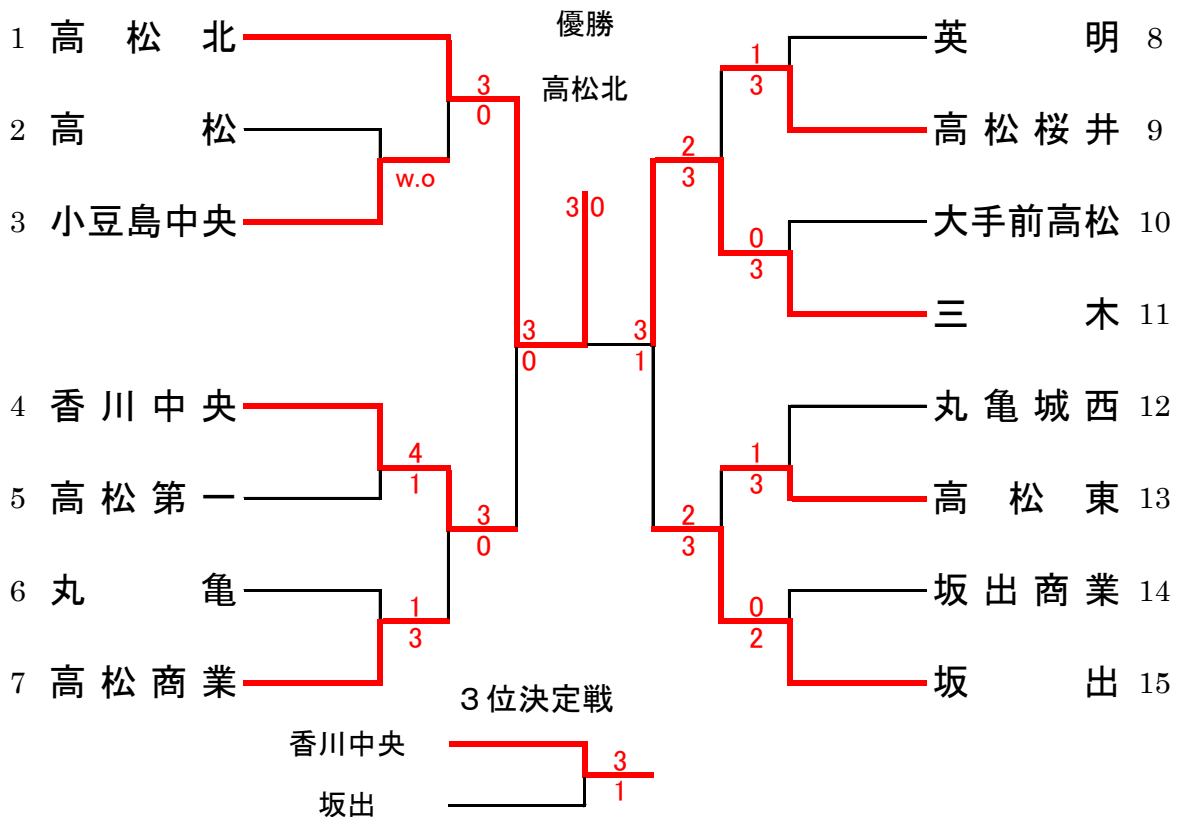 優勝
高松北
1 高松北
2 高松
3 小豆島中央
4 香川中央
5 高松第一
6 丸亀
7 高松商業
3
0
w.o
3
0
4
1
3
0
1
3
3 0
英明 8
高松桜井 9
大手前高松 10
三木 11
丸亀城西 12
高松東 13
坂出商業 14
坂出 15
1
3
2
3
0
3
3
1
1
3
2
3
0
2
３位決定戦
香川中央
坂出
3
1